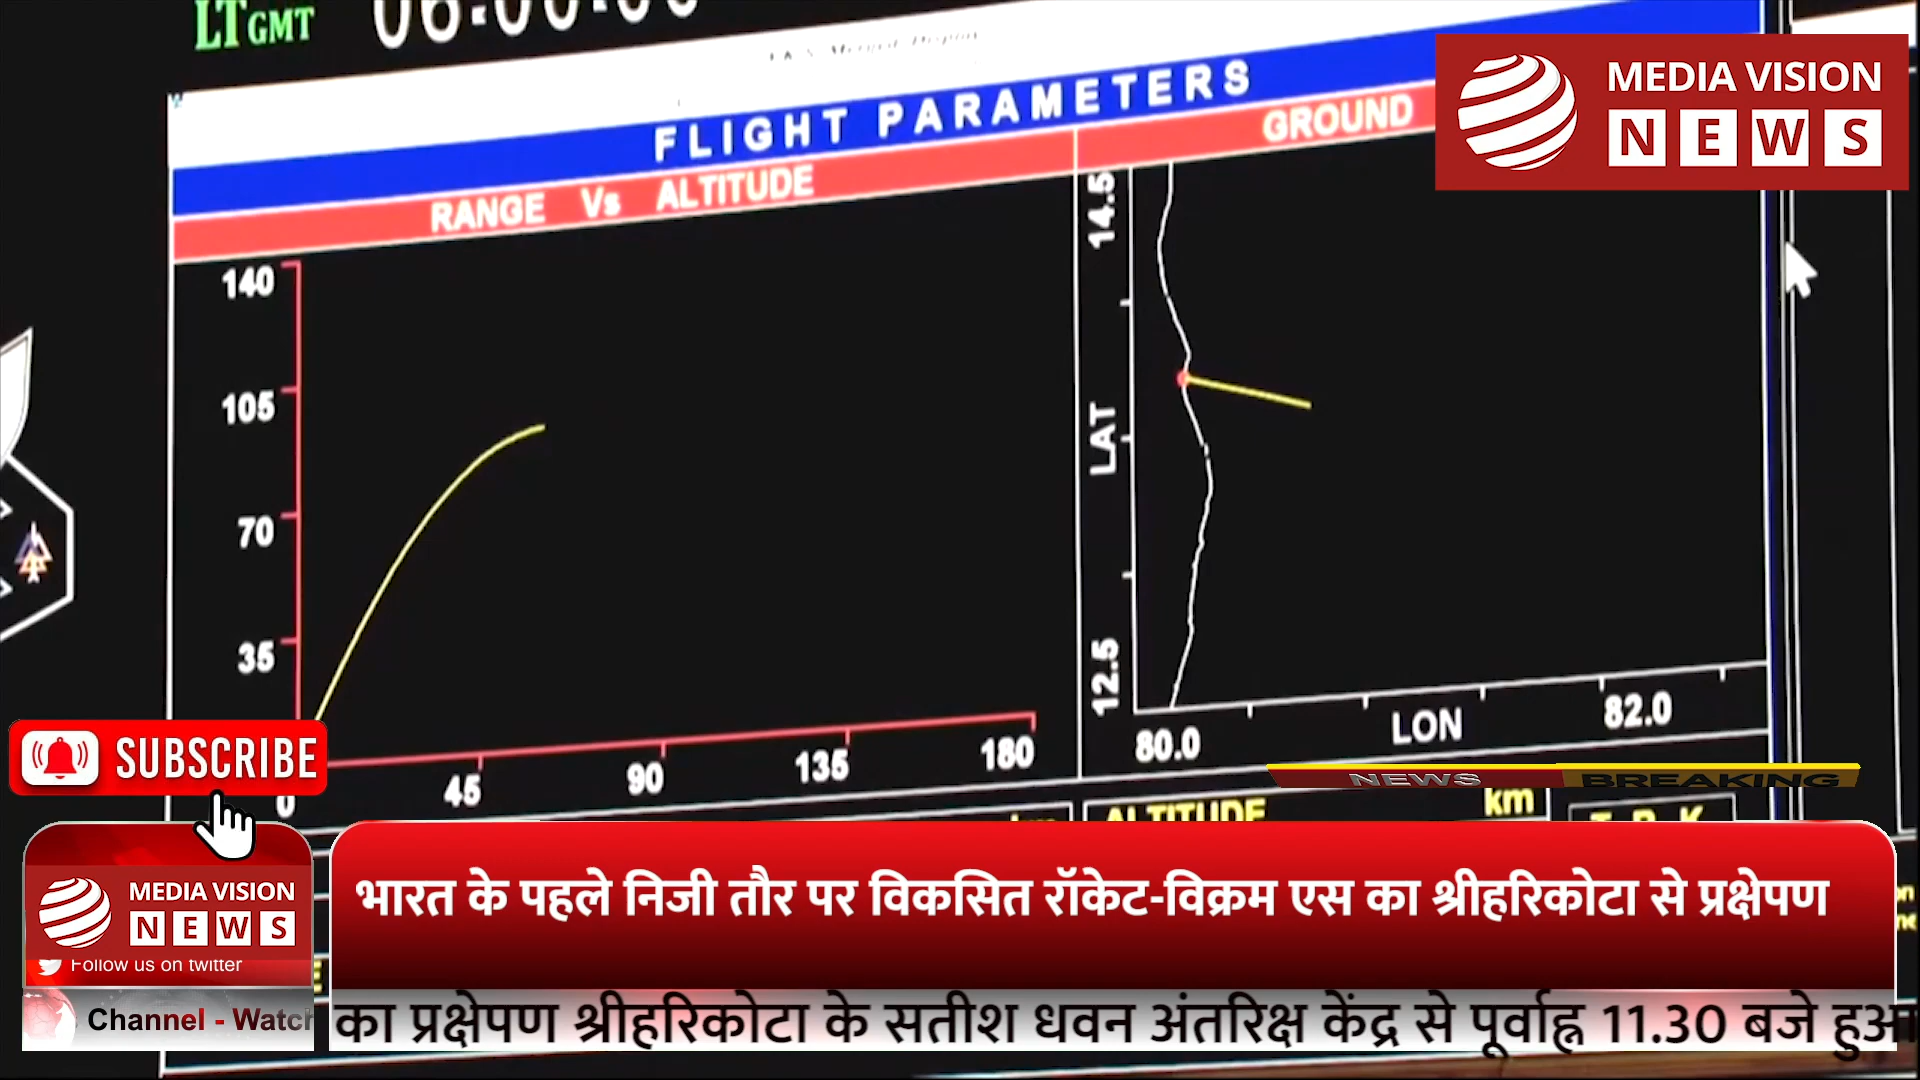 LT GMT
FLIGHT PARAMETERS
RANGE Vs ALTITUDE
GROUND
MEDIA VISION
NEWS
140
105
70
35
0
45
90
135
180
14.5
LAT
12.5
80.0
LON
82.0
SUBSCRIBE
NEWS BREAKING
ALTITUDE
km
MEDIA VISION
NEWS
Follow us on twitter
Channel - Watch
भारत के पहले निजी तौर पर विकसित रॉकेट-विक्रम एस का श्रीहरिकोटा से प्रक्षेपण
का प्रक्षेपण श्रीहरिकोटा के सतीश धवन अंतरिक्ष केंद्र से पूर्वाह्न 11.30 बजे हुआ